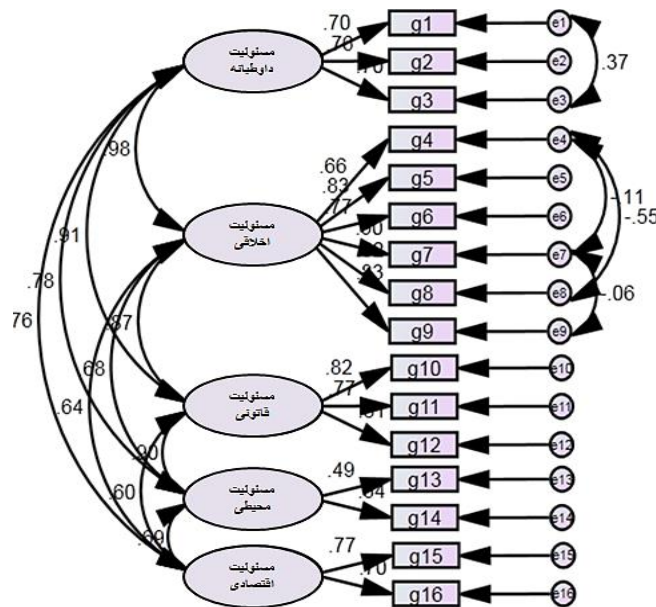 مسئولیت
داوطبانه
مسئولیت
اخلاقی
مسئولیت
قانونی
مسئولیت
محیطی
مسئولیت
اقتصادی
g1
g2
g3
g4
g5
g6
g7
g8
g9
g10
g11
g12
g13
g14
g15
g16
e1
e2
e3
e4
e5
e6
e7
e8
e9
e10
e11
e12
e13
e14
e15
e16
.70
.66
.83
.77
.82
.77
.49
.77
.70
.98
.91
.78
.76
.87
.68
.64
.90
.60
.37
-.55
-.06